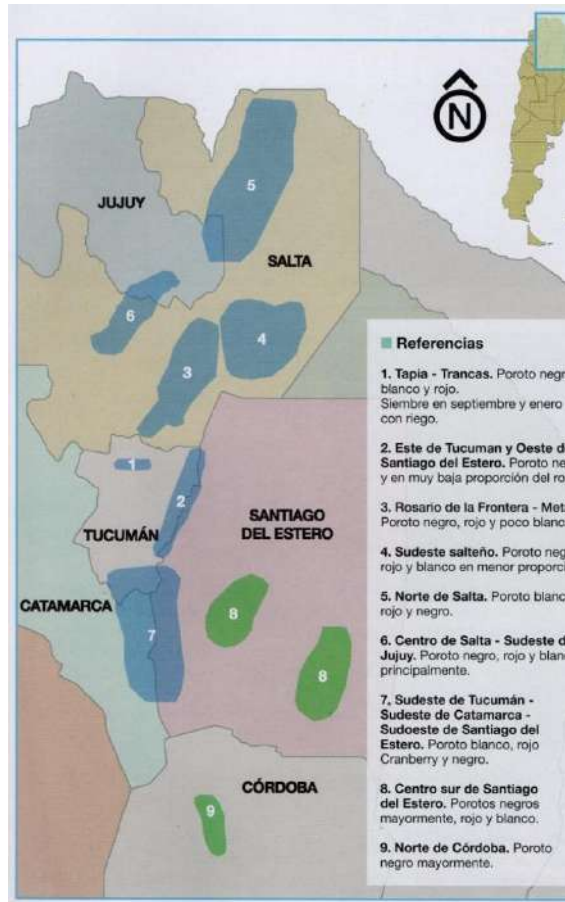 N
JUJUY
5
SALTA
6
4
3
1
2
TUCUMÁN
SANTIAGO
DEL ESTERO
CATAMARCA
7
8
8
CÓRDOBA
9
Referencias
1. Tapia - Trancas. Poroto negr
blanco y rojo.
Siembre en septiembre y enero
con riego.
2. Este de Tucuman y Oeste d
Santiago del Estero. Poroto ne
y en muy baja proporción del ro
3. Rosario de la Frontera - Met
Poroto negro, rojo y poco blanc
4. Sudeste salteño. Poroto neg
rojo y blanco en menor proporci
5. Norte de Salta. Poroto blanc
rojo y negro.
6. Centro de Salta - Sudeste d
Jujuy. Poroto negro, rojo y blan
principalmente.
7, Sudeste de Tucumán -
Sudeste de Catamarca -
Sudoeste de Santiago del
Estero. Poroto blanco, rojo
Cranberry y negro.
8. Centro sur de Santiago
del Estero. Porotos negros
mayormente, rojo y blanco.
9. Norte de Córdoba. Poroto
negro mayormente.